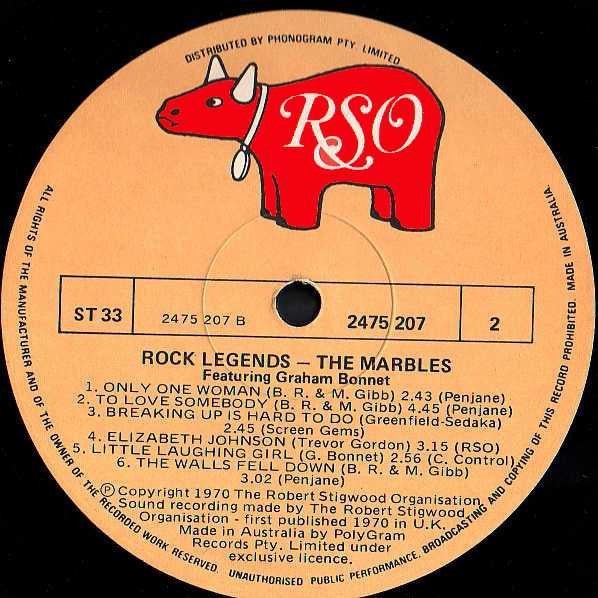 DISTRIBUTED BY PHONOGRAM PTY. LIMITED
RSO
ST 33
2475 207 B
2475 207
2
ROCK LEGENDS — THE MARBLES
Featuring Graham Bonnet
1. ONLY ONE WOMAN (B. R. & M. Gibb) 2.43 (Penjane)
2. TO LOVE SOMEBODY (B. R. & M. Gibb) 4.45 (Penjane)
3. BREAKING UP IS HARD TO DO (Greenfield-Sedaka)
2.45 (Screen Gems)
4. ELIZABETH JOHNSON (Trevor Gordon) 3.15 (RSO)
5. LITTLE LAUGHING GIRL (G. Bonnet) 2.56 (C. Control)
6. THE WALLS FELL DOWN (B. R. & M. Gibb)
3.02 (Penjane)
Ⓟ Copyright 1970 The Robert Stigwood Organisation.
Sound recording made by The Robert Stigwood
Organisation - first published 1970 in U.K.
Made in Australia by PolyGram
Records Pty. Limited under
exclusive licence.
ALL RIGHTS OF THE MANUFACTURER AND OF THE OWNER OF THE RECORDED WORK RESERVED. UNAUTHORISED PUBLIC PERFORMANCE, BROADCASTING AND COPYING OF THIS RECORD PROHIBITED. MADE IN AUSTRALIA.